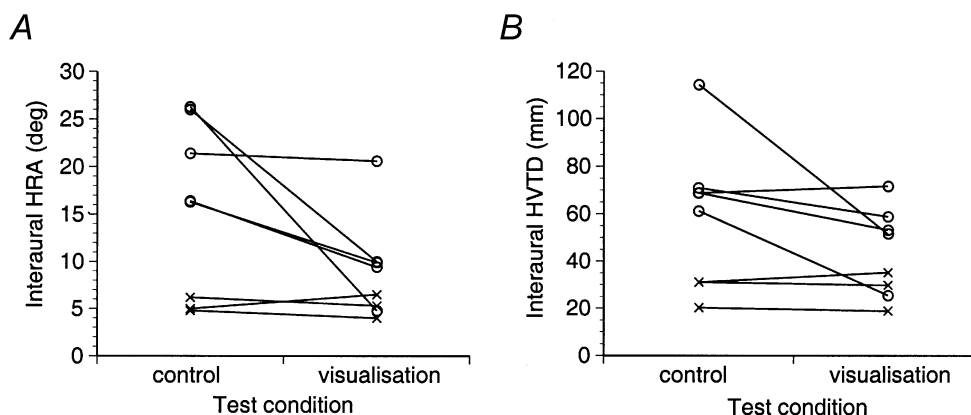 A
B
Interaural HRA (deg)
30
25
20
15
10
5
0
control
visualisation
Test condition
Interaural HVTD (mm)
120
100
80
60
40
20
0
control
visualisation
Test condition